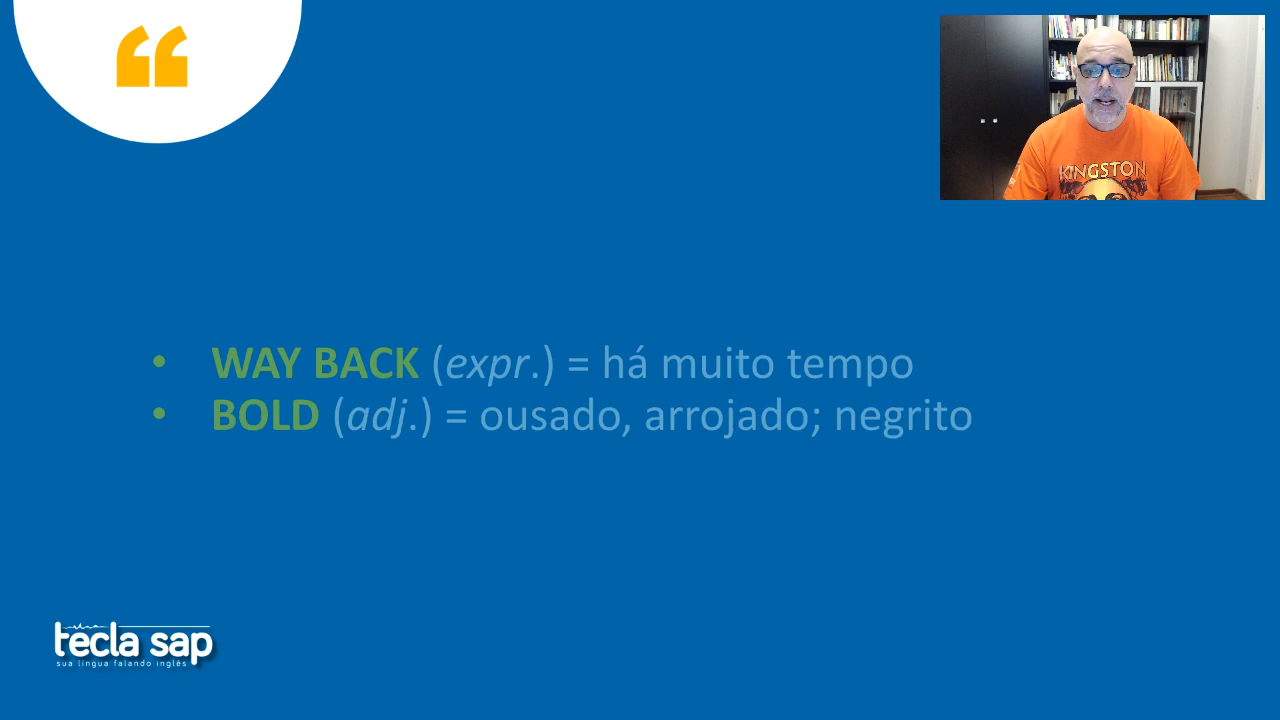 “
KINGSTON
• WAY BACK (expr.) = há muito tempo
• BOLD (adj.) = ousado, arrojado; negrito
tecla sap
sua língua falando inglês